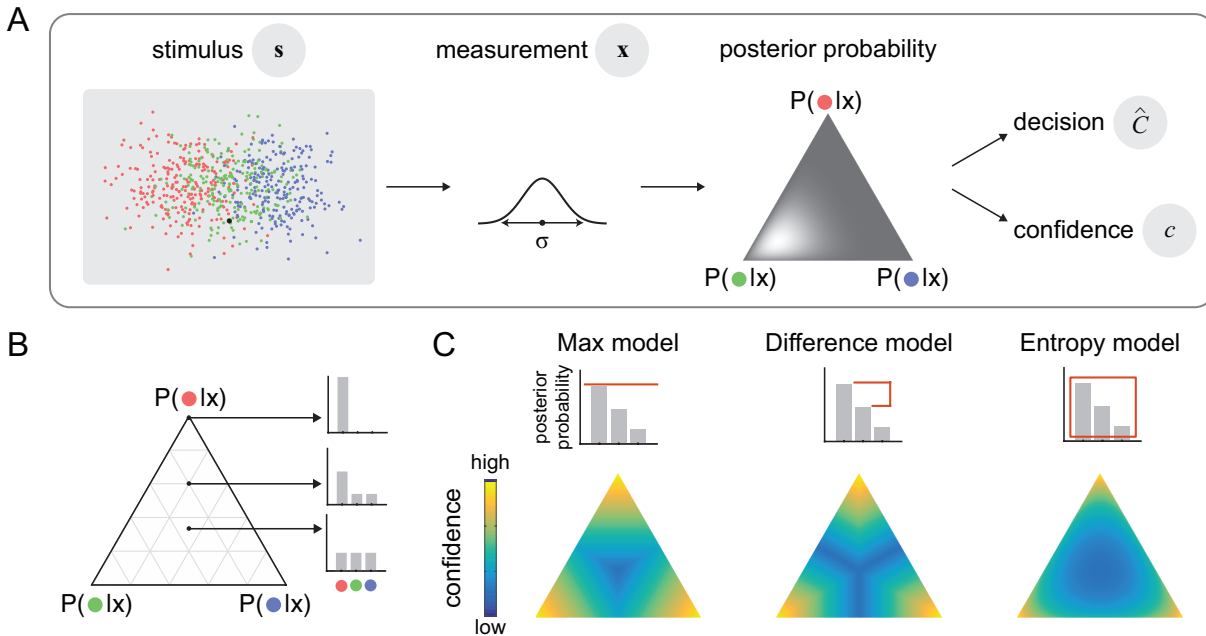 A
stimulus s
measurement x
posterior probability
P(●|x)
decision Ĉ
confidence c
σ
P(●|x)
P(●|x)
B
P(●|x)
P(●|x)
P(●|x)
C
Max model
Difference model
Entropy model
posterior
probability
high
confidence
low